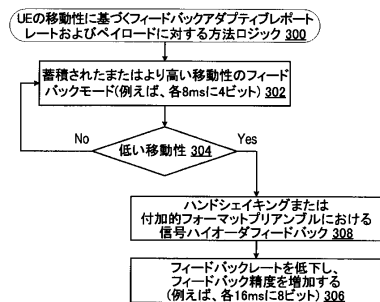 UEの移動性に基づくフィードバックアダプティブレポート
レートおよびペイロードに対する方法ロジック 300
蓄積されたまたはより高い移動性のフィード
バックモード(例えば、各8msに4ビット) 302
No
Yes
低い移動性 304
ハンドシェイキングまたは
付加的フォーマットプリアンブルにおける
信号ハイオーダフィードバック 308
フィードバックレートを低下し、
フィードバック精度を増加する
(例えば、各16msに8ビット) 306